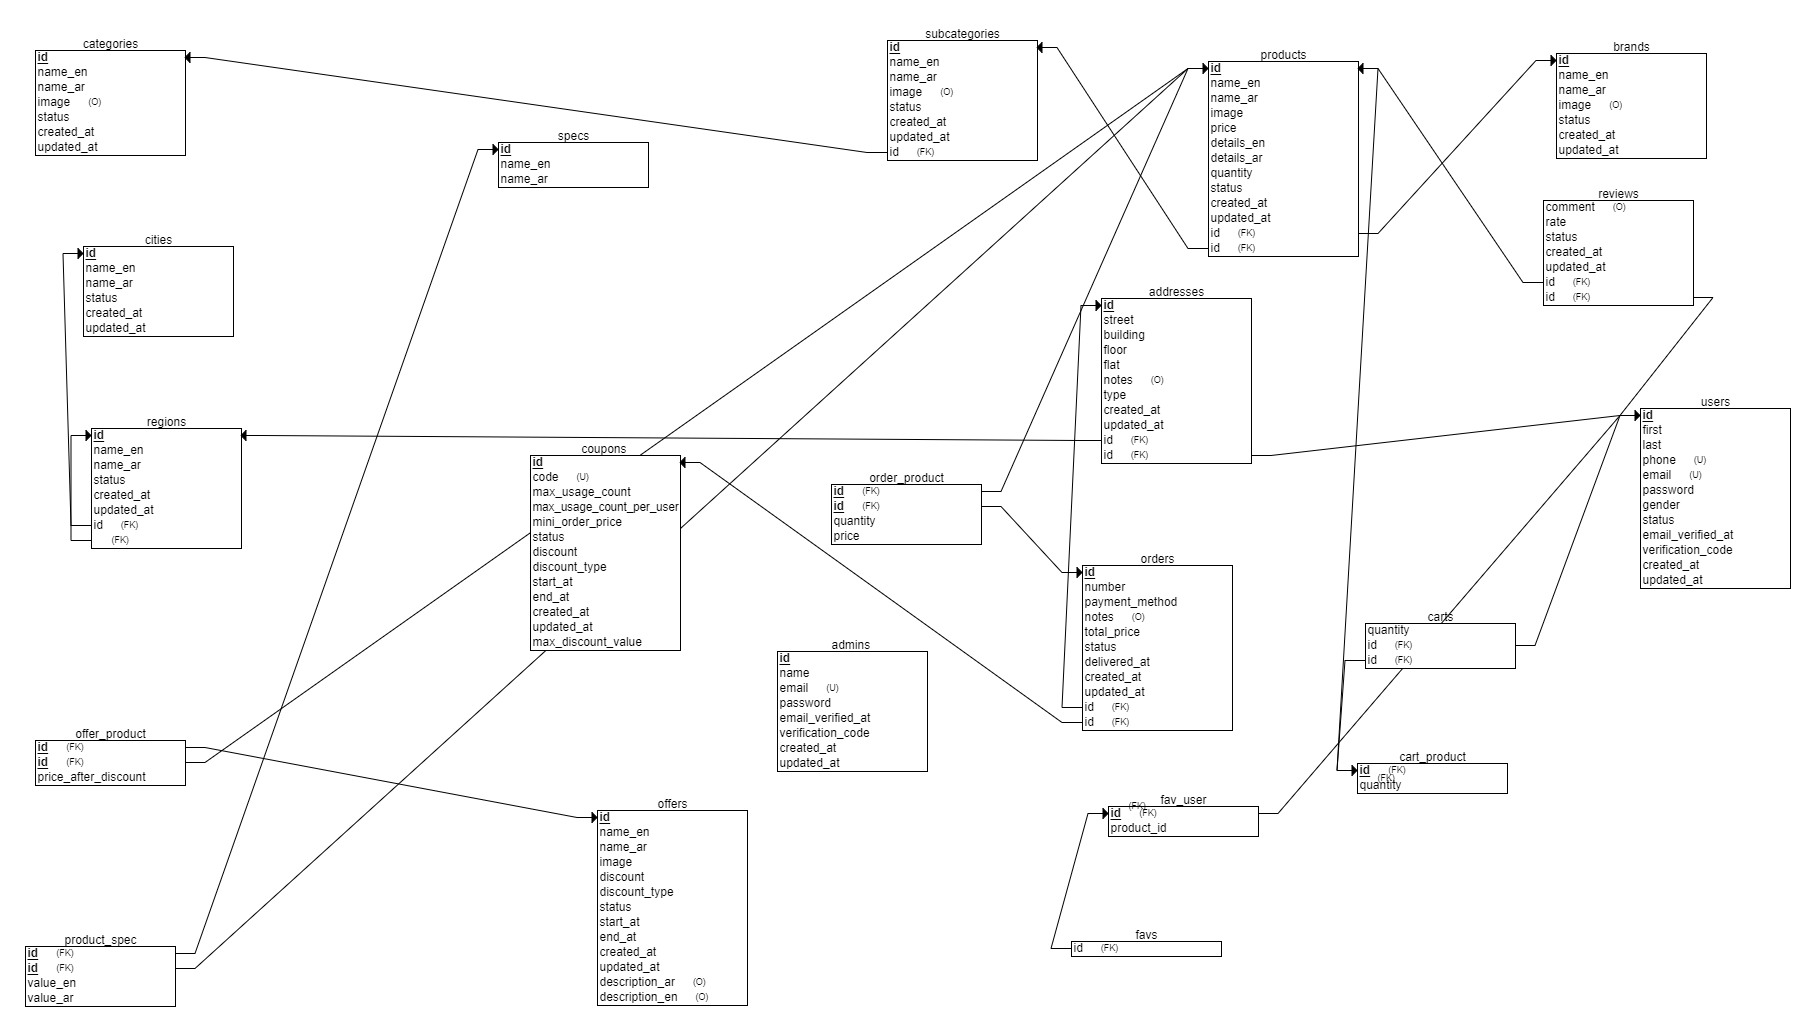 categories
id
name_en
name_ar
image (O)
status
created_at
updated_at
subcategories
id
name_en
name_ar
image (O)
status
created_at
updated_at
id (FK)
products
id
name_en
name_ar
image
price
details_en
details_ar
quantity
status
created_at
updated_at
id (FK)
id (FK)
brands
id
name_en
name_ar
image (O)
status
created_at
updated_at
specs
id
name_en
name_ar
reviews
comment (O)
rate
status
created_at
updated_at
id (FK)
id (FK)
cities
id
name_en
name_ar
status
created_at
updated_at
addresses
id
street
building
floor
flat
notes (O)
type
created_at
updated_at
id (FK)
id (FK)
users
id
first
last
phone (U)
email (U)
password
gender
status
email_verified_at
verification_code
created_at
updated_at
regions
id
name_en
name_ar
status
created_at
updated_at
id (FK)
(FK)
coupons
id
code (U)
max_usage_count
max_usage_count_per_user
mini_order_price
status
discount
discount_type
start_at
end_at
created_at
updated_at
max_discount_value
order_product
id (FK)
id (FK)
quantity
price
orders
id
number
payment_method
notes (O)
total_price
status
delivered_at
created_at
updated_at
id (FK)
id (FK)
carts
quantity
id (FK)
id (FK)
admins
id
name
email (U)
password
email_verified_at
verification_code
created_at
updated_at
offer_product
id (FK)
id (FK)
price_after_discount
cart_product
id (FK)
(FK)
quantity
fav_user
(FK)
id (FK)
product_id
offers
id
name_en
name_ar
image
discount
discount_type
status
start_at
end_at
created_at
updated_at
description_ar (O)
description_en (O)
product_spec
id (FK)
id (FK)
value_en
value_ar
favs
id (FK)